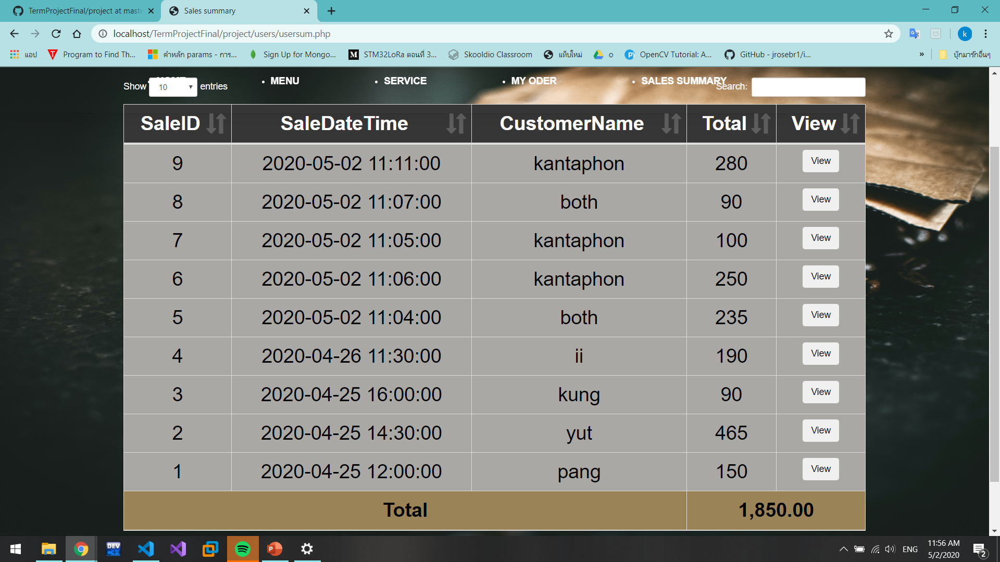 TermProjectFinal/project at maste
Sales summary
localhost/TermProjectFinal/project/users/usersum.php
k
แอป
Program to Find Th...
คำหลัก params - การ...
Sign Up for Mongo...
STM32LoRa ตอนที่ 3...
Skooldio Classroom
แท็บใหม่
o
OpenCV Tutorial: A...
GitHub - jrosebr1/i...
»
บุ๊กมาร์กอื่นๆ
• MENU • SERVICE • MY ODER • SALES SUMMARY
Show 10 entries Search:
SaleID SaleDateTime CustomerName Total View
9 2020-05-02 11:11:00 kantaphon 280 View
8 2020-05-02 11:07:00 both 90 View
7 2020-05-02 11:05:00 kantaphon 100 View
6 2020-05-02 11:06:00 kantaphon 250 View
5 2020-05-02 11:04:00 both 235 View
4 2020-04-26 11:30:00 ii 190 View
3 2020-04-25 16:00:00 kung 90 View
2 2020-04-25 14:30:00 yut 465 View
1 2020-04-25 12:00:00 pang 150 View
Total 1,850.00
DEV C++
ENG
11:56 AM
5/2/2020
2